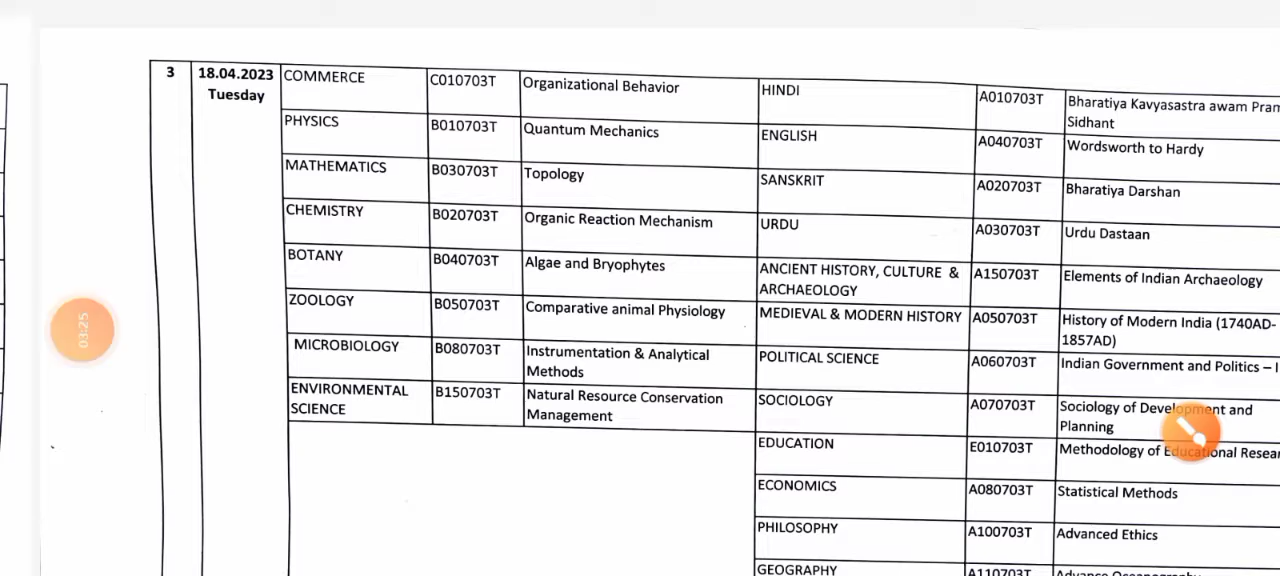 3
18.04.2023
Tuesday
COMMERCE
C010703T
Organizational Behavior
HINDI
A010703T
Bharatiya Kavyasastra awam Pram
Sidhant
PHYSICS
B010703T
Quantum Mechanics
ENGLISH
A040703T
Wordsworth to Hardy
MATHEMATICS
B030703T
Topology
SANSKRIT
A020703T
Bharatiya Darshan
CHEMISTRY
B020703T
Organic Reaction Mechanism
URDU
A030703T
Urdu Dastaan
BOTANY
B040703T
Algae and Bryophytes
ANCIENT HISTORY, CULTURE &
ARCHAEOLOGY
A150703T
Elements of Indian Archaeology
ZOOLOGY
B050703T
Comparative animal Physiology
MEDIEVAL & MODERN HISTORY
A050703T
History of Modern India (1740AD-
1857AD)
MICROBIOLOGY
B080703T
Instrumentation & Analytical
Methods
POLITICAL SCIENCE
A060703T
Indian Government and Politics – I
ENVIRONMENTAL
SCIENCE
B150703T
Natural Resource Conservation
Management
SOCIOLOGY
A070703T
Sociology of Development and
Planning
EDUCATION
E010703T
Methodology of Educational Resear
ECONOMICS
A080703T
Statistical Methods
PHILOSOPHY
A100703T
Advanced Ethics
GEOGRAPHY
A110703T
03:25